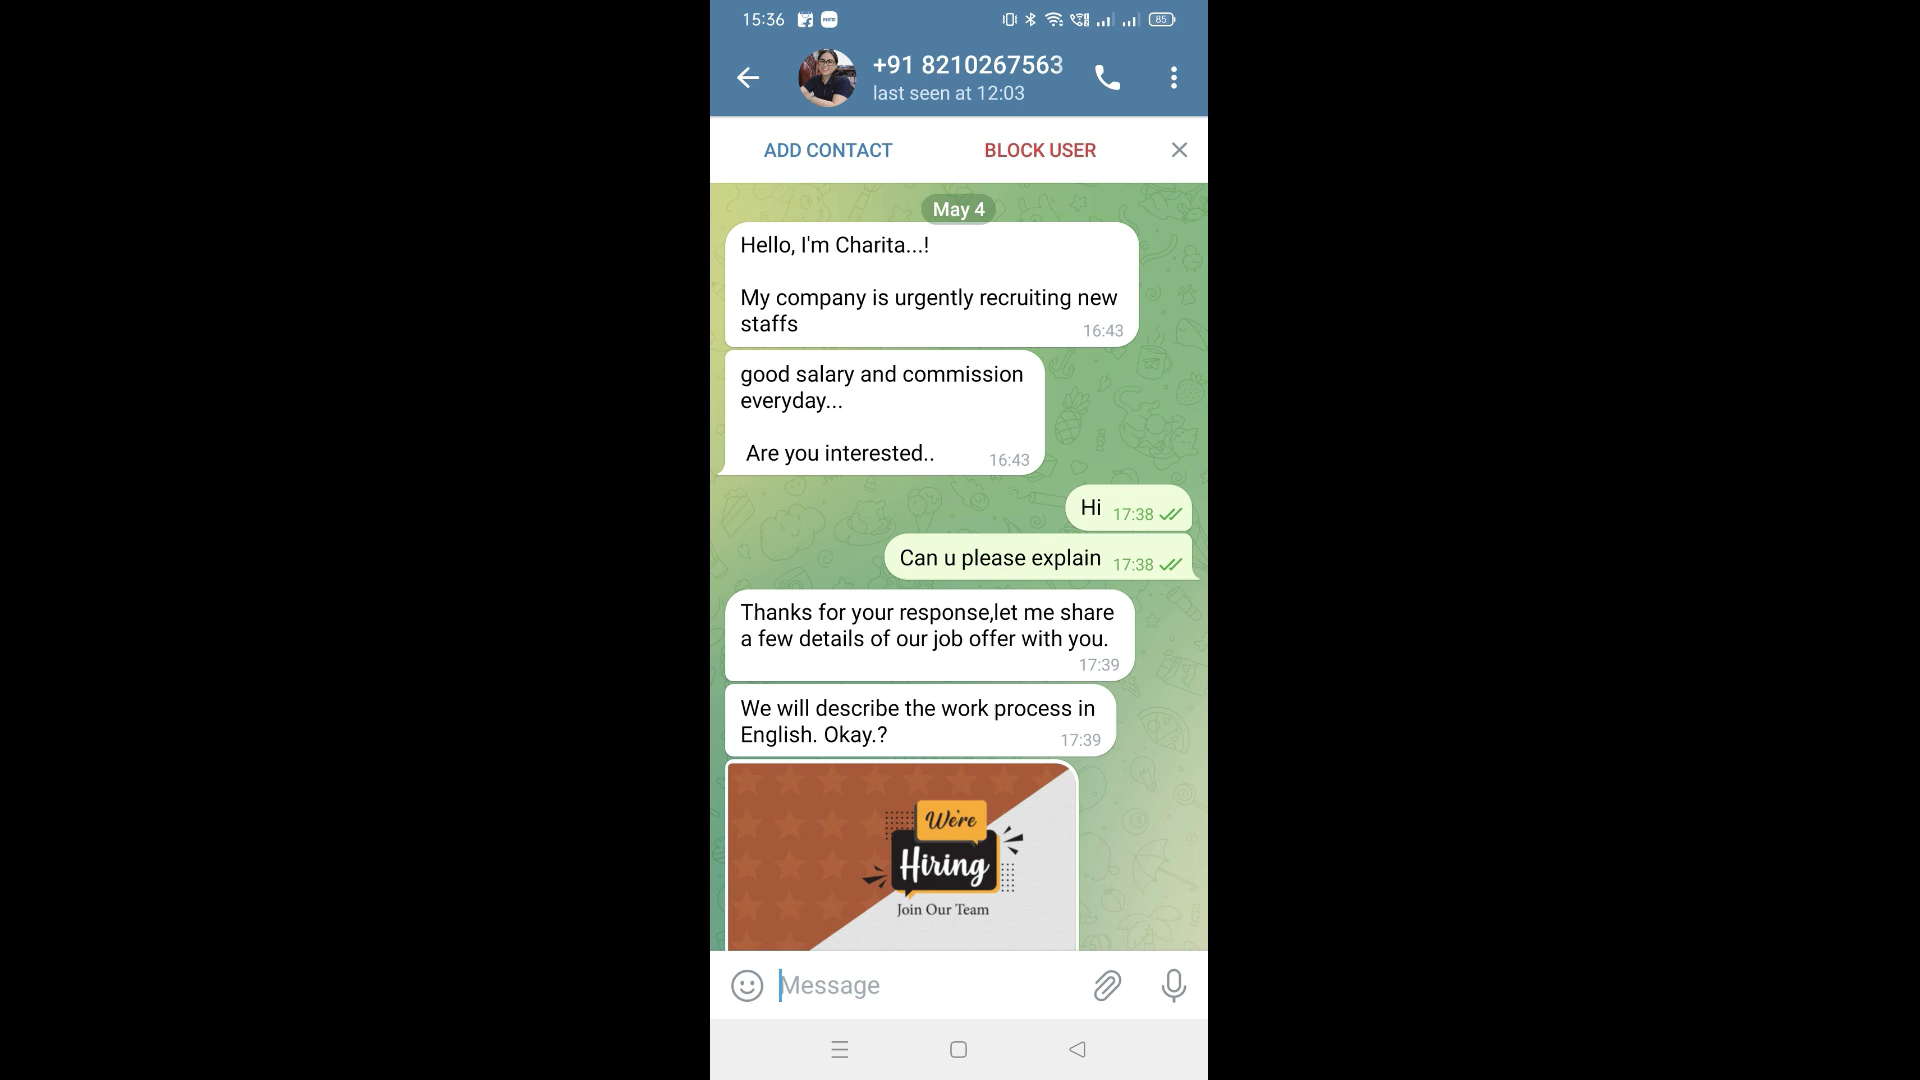 15:36
85
+91 8210267563
last seen at 12:03
ADD CONTACT
BLOCK USER
May 4
Hello, I'm Charita...!
My company is urgently recruiting new
staffs
16:43
good salary and commission
everyday...
Are you interested..
16:43
Hi
17:38
Can u please explain
17:38
Thanks for your response,let me share
a few details of our job offer with you.
17:39
We will describe the work process in
English. Okay.?
17:39
We're
Hiring
Join Our Team
Message